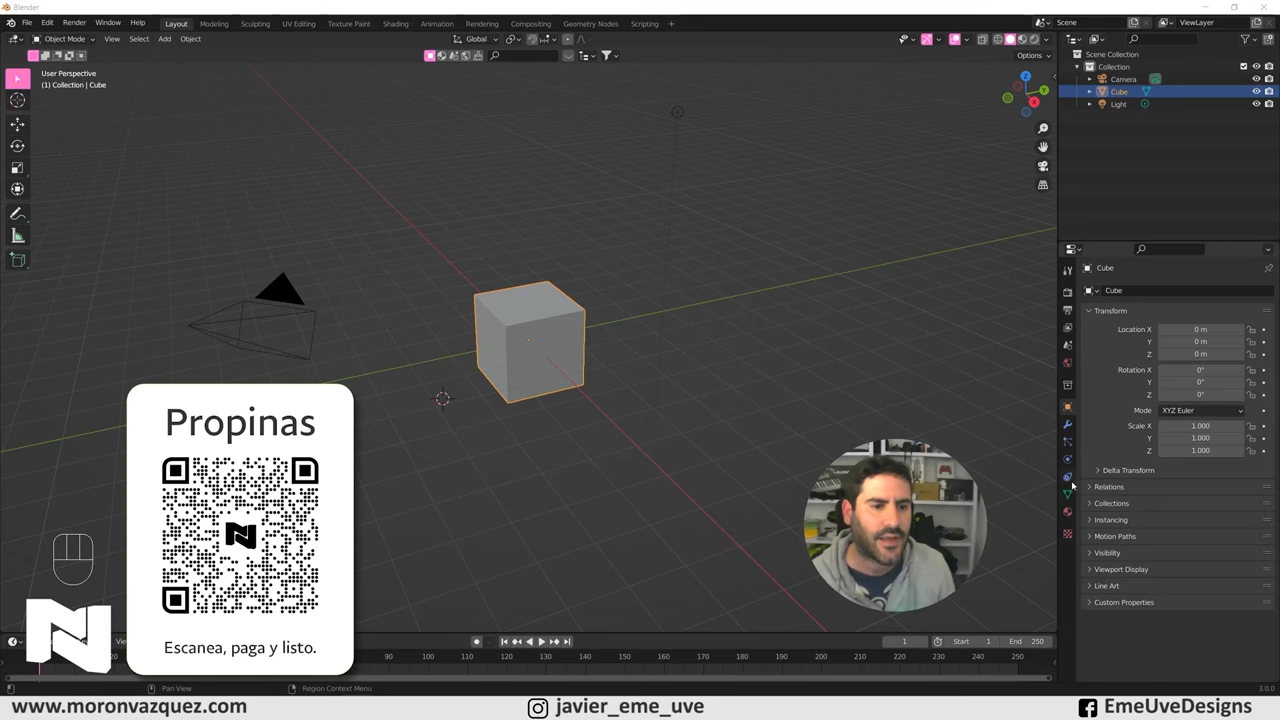 Blender
File Edit Render Window Help
Layout Modeling Sculpting UV Editing Texture Paint Shading Animation Rendering Compositing Geometry Nodes Scripting +
Scene
ViewLayer
Object Mode View Select Add Object
Global
Options
User Perspective
(1) Collection | Cube
Z
Y
X
Scene Collection
Collection
Camera
Cube
Light
Cube
Cube
Transform
Location X 0 m
Y 0 m
Z 0 m
Rotation X 0°
Y 0°
Z 0°
Mode XYZ Euler
Scale X 1.000
Y 1.000
Z 1.000
Delta Transform
Relations
Collections
Instancing
Motion Paths
Visibility
Viewport Display
Line Art
Custom Properties
Propinas
Escanea, paga y listo.
1 Start 1 End 250
90 100 110 120 130 140 150 160 170 180 190 200 210 220 230 240 250
Pan View
Region Context Menu
3.0.0
www.moronvazquez.com
javier_eme_uve
EmeUveDesigns